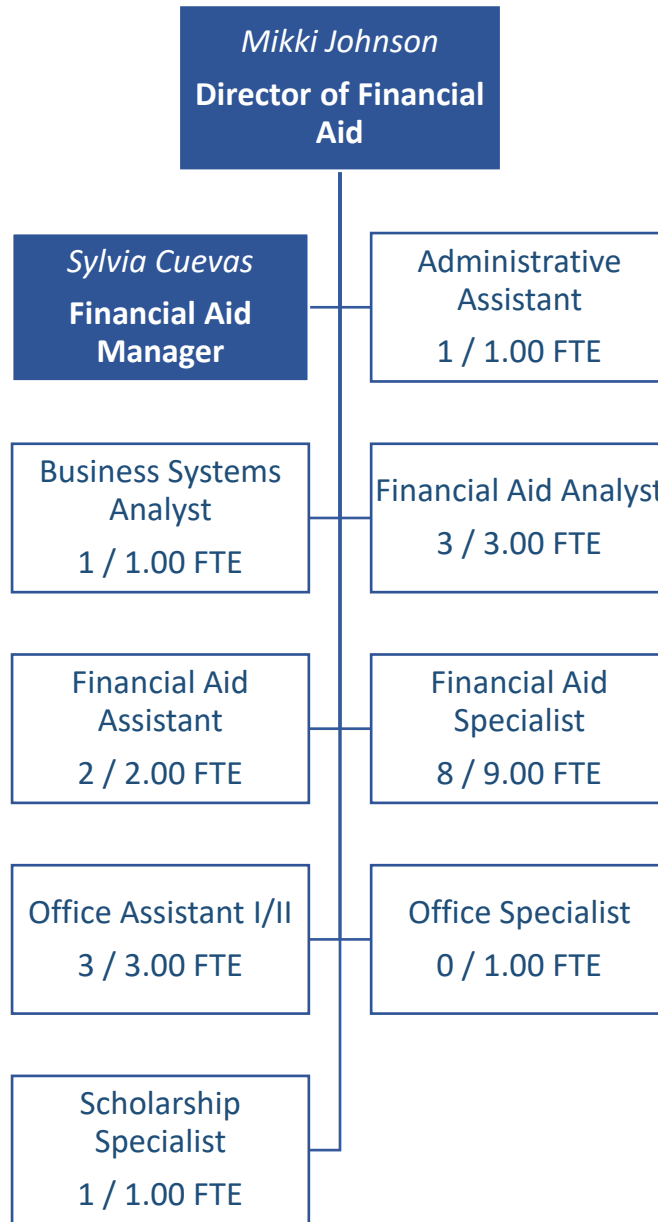 Mikki Johnson
Director of Financial
Aid
Sylvia Cuevas
Financial Aid
Manager
Administrative
Assistant
1 / 1.00 FTE
Business Systems
Analyst
1 / 1.00 FTE
Financial Aid Analyst
3 / 3.00 FTE
Financial Aid
Assistant
2 / 2.00 FTE
Financial Aid
Specialist
8 / 9.00 FTE
Office Assistant I/II
3 / 3.00 FTE
Office Specialist
0 / 1.00 FTE
Scholarship
Specialist
1 / 1.00 FTE